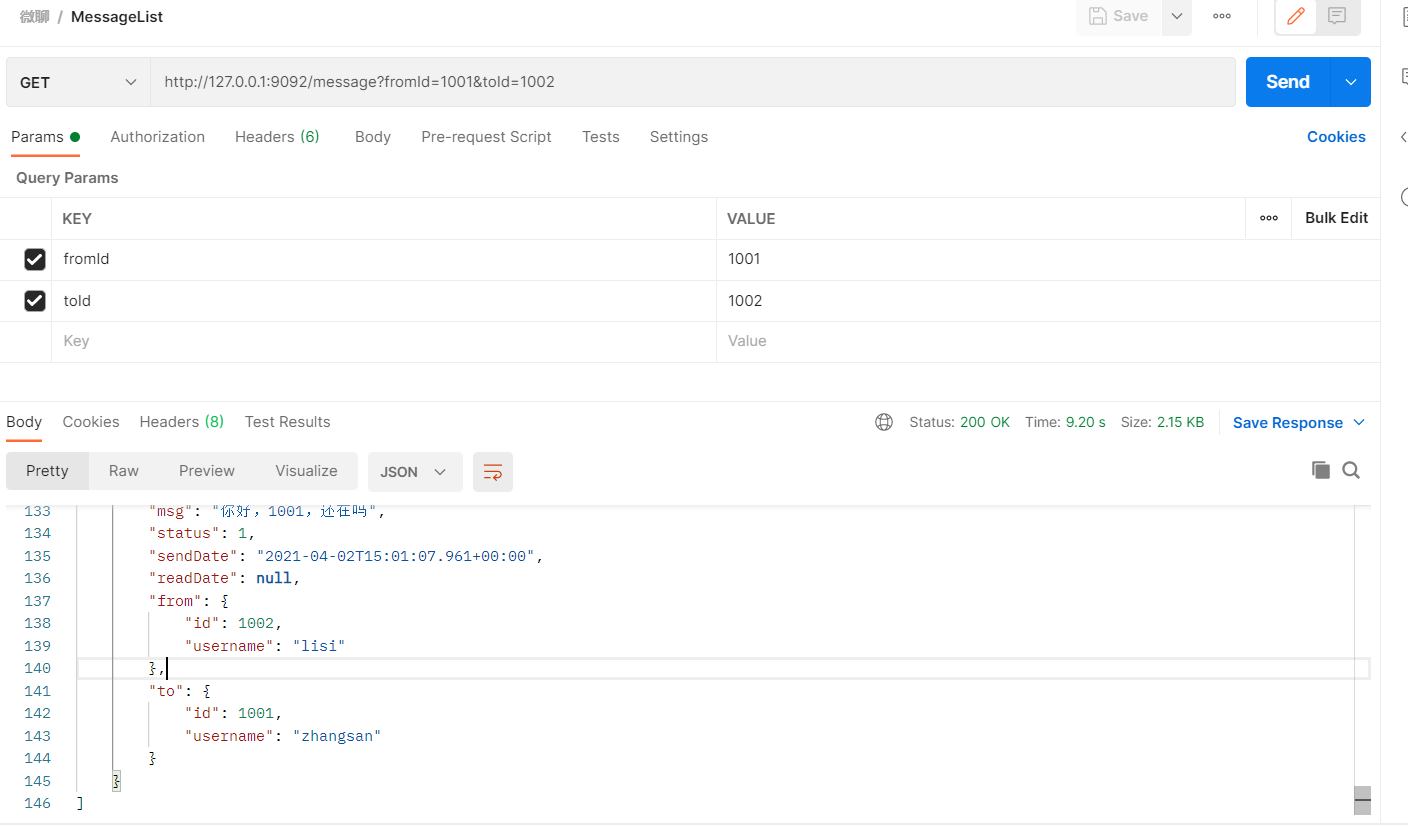 微聊 / MessageList
Save
GET http://127.0.0.1:9092/message?fromId=1001&toId=1002 Send
Params Authorization Headers (6) Body Pre-request Script Tests Settings Cookies
Query Params
KEY VALUE Bulk Edit
fromId 1001
toId 1002
Key Value
Body Cookies Headers (8) Test Results Status: 200 OK Time: 9.20 s Size: 2.15 KB Save Response
Pretty Raw Preview Visualize JSON
133 "msg": "你好，1001，还在吗",
134 "status": 1,
135 "sendDate": "2021-04-02T15:01:07.961+00:00",
136 "readDate": null,
137 "from": {
138 "id": 1002,
139 "username": "lisi"
140 },
141 "to": {
142 "id": 1001,
143 "username": "zhangsan"
144 }
145 }
146 ]